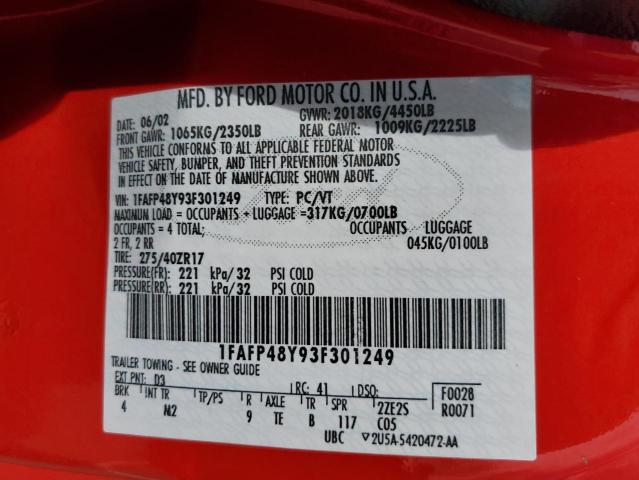 MFD. BY FORD MOTOR CO. IN U.S.A.
DATE: 06/02 GVWR: 2018KG/4450LB
FRONT GAWR: 1065KG/2350LB REAR GAWR: 1009KG/2225LB
THIS VEHICLE CONFORMS TO ALL APPLICABLE FEDERAL MOTOR
VEHICLE SAFETY, BUMPER, AND THEFT PREVENTION STANDARDS
IN EFFECT ON THE DATE OF MANUFACTURE SHOWN ABOVE.
VIN: 1FAFP48Y93F301249 TYPE: PC/VT
MAXIMUM LOAD = OCCUPANTS + LUGGAGE =317KG/0700LB
OCCUPANTS = 4 TOTAL; OCCUPANTS LUGGAGE
2 FR, 2 RR 045KG/0100LB
TIRE: 275/40ZR17
PRESSURE(FR): 221 kPa/32 PSI COLD
PRESSURE(RR): 221 kPa/32 PSI COLD
1FAFP48Y93F301249
TRAILER TOWING - SEE OWNER GUIDE
EXT PNT: D3 RC: 41 DSO: F0028
BRK INT TR TP/PS R AXLE TR SPR 2ZE2S R0071
4 N2 9 TE B 117 C05
UBC 2U5A-5420472-AA